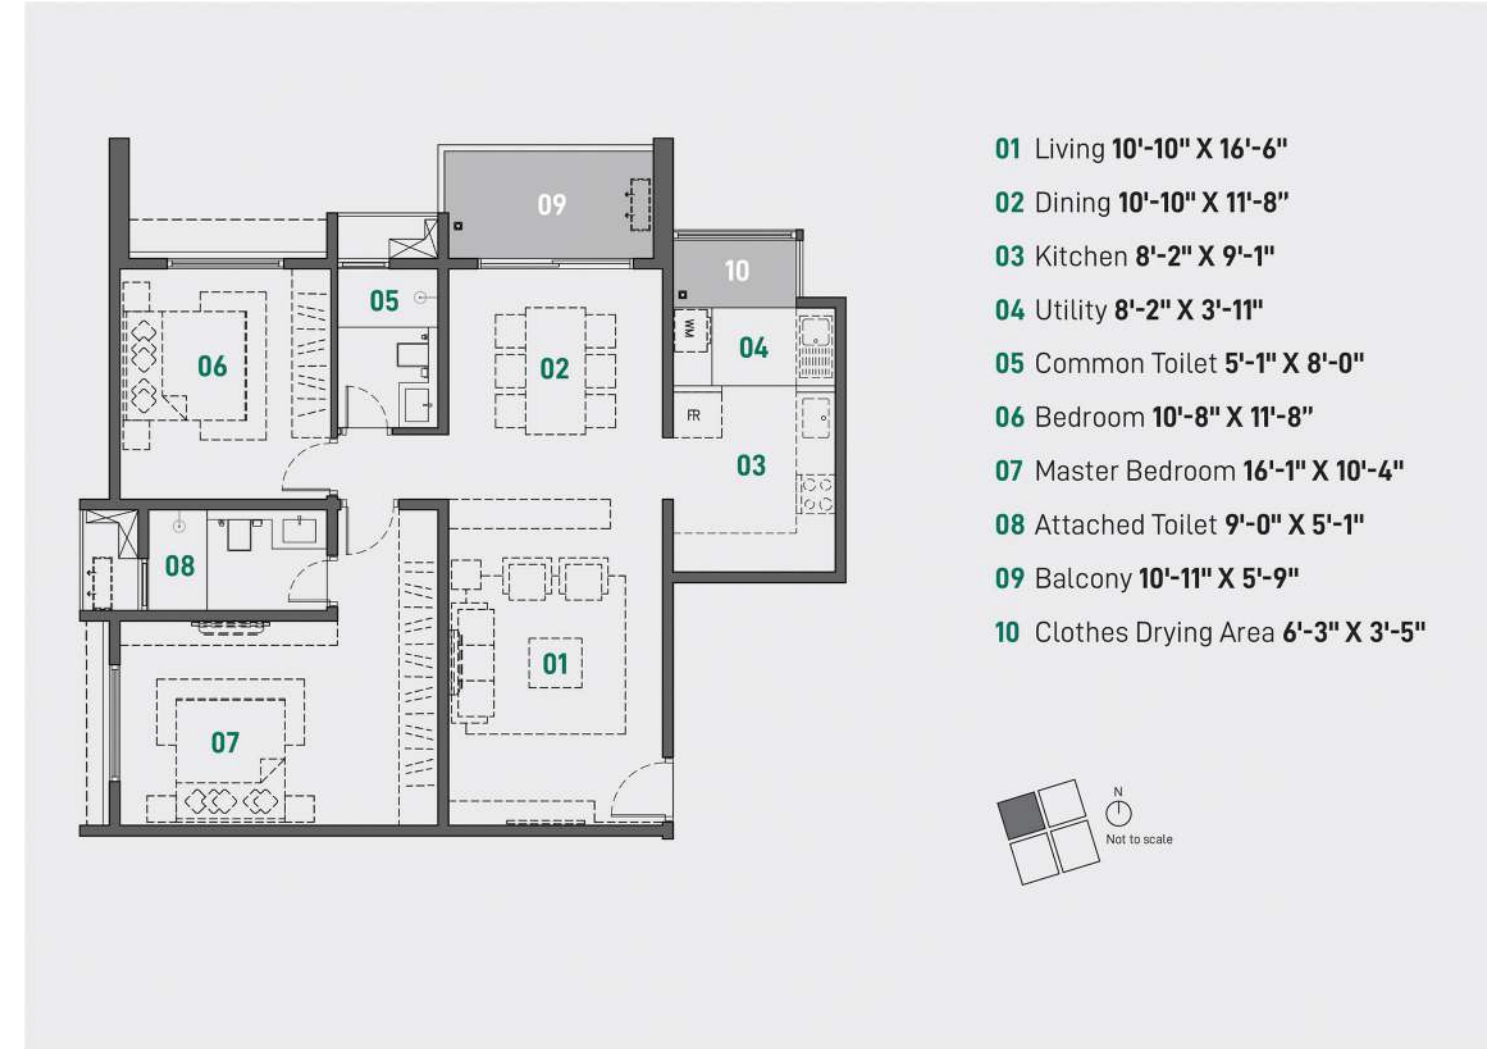 09
10
05
06
02
WM
04
FR
03
08
01
07
01 Living 10'-10" X 16'-6"
02 Dining 10'-10" X 11'-8”
03 Kitchen 8'-2" X 9'-1"
04 Utility 8'-2" X 3'-11"
05 Common Toilet 5'-1" X 8'-0"
06 Bedroom 10'-8" X 11'-8”
07 Master Bedroom 16'-1" X 10'-4"
08 Attached Toilet 9'-0" X 5'-1"
09 Balcony 10'-11" X 5'-9"
10 Clothes Drying Area 6'-3" X 3'-5"
N
Not to scale